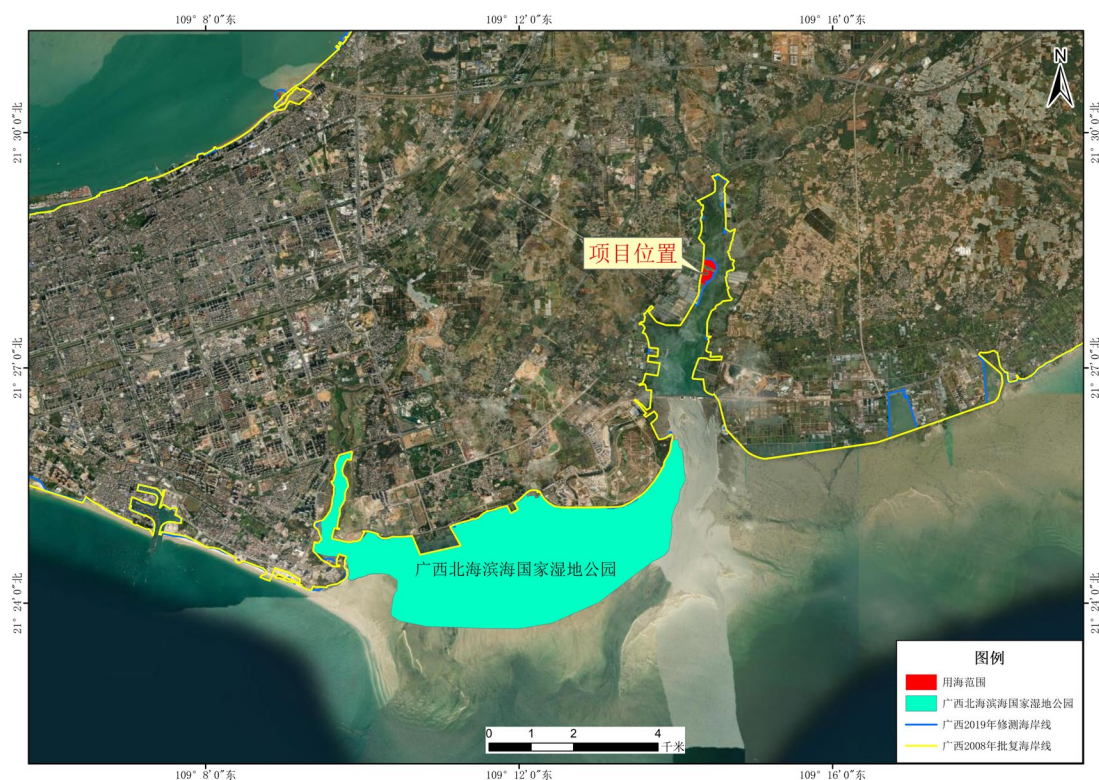 109° 8′0″东
109° 12′0″东
109° 16′0″东
N
21° 30′0″北
21° 30′0″北
项目位置
21° 27′0″北
21° 27′0″北
广西北海滨海国家湿地公园
21° 24′0″北
21° 24′0″北
图例
用海范围
广西北海滨海国家湿地公园
广西2019年修测海岸线
广西2008年批复海岸线
0 1 2 4
千米
109° 8′0″东
109° 12′0″东
109° 16′0″东